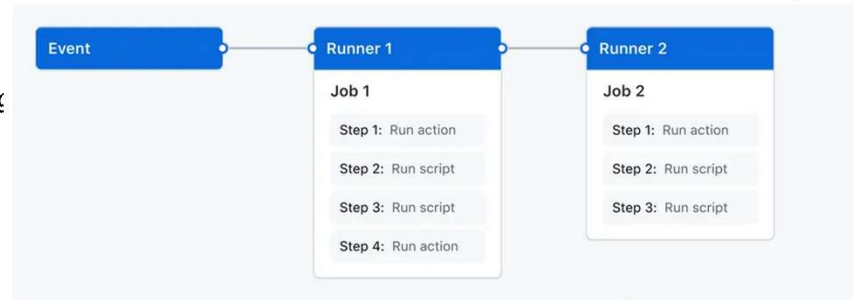 Event
Runner 1
Job 1
Step 1: Run action
Step 2: Run script
Step 3: Run script
Step 4: Run action
Runner 2
Job 2
Step 1: Run action
Step 2: Run script
Step 3: Run script